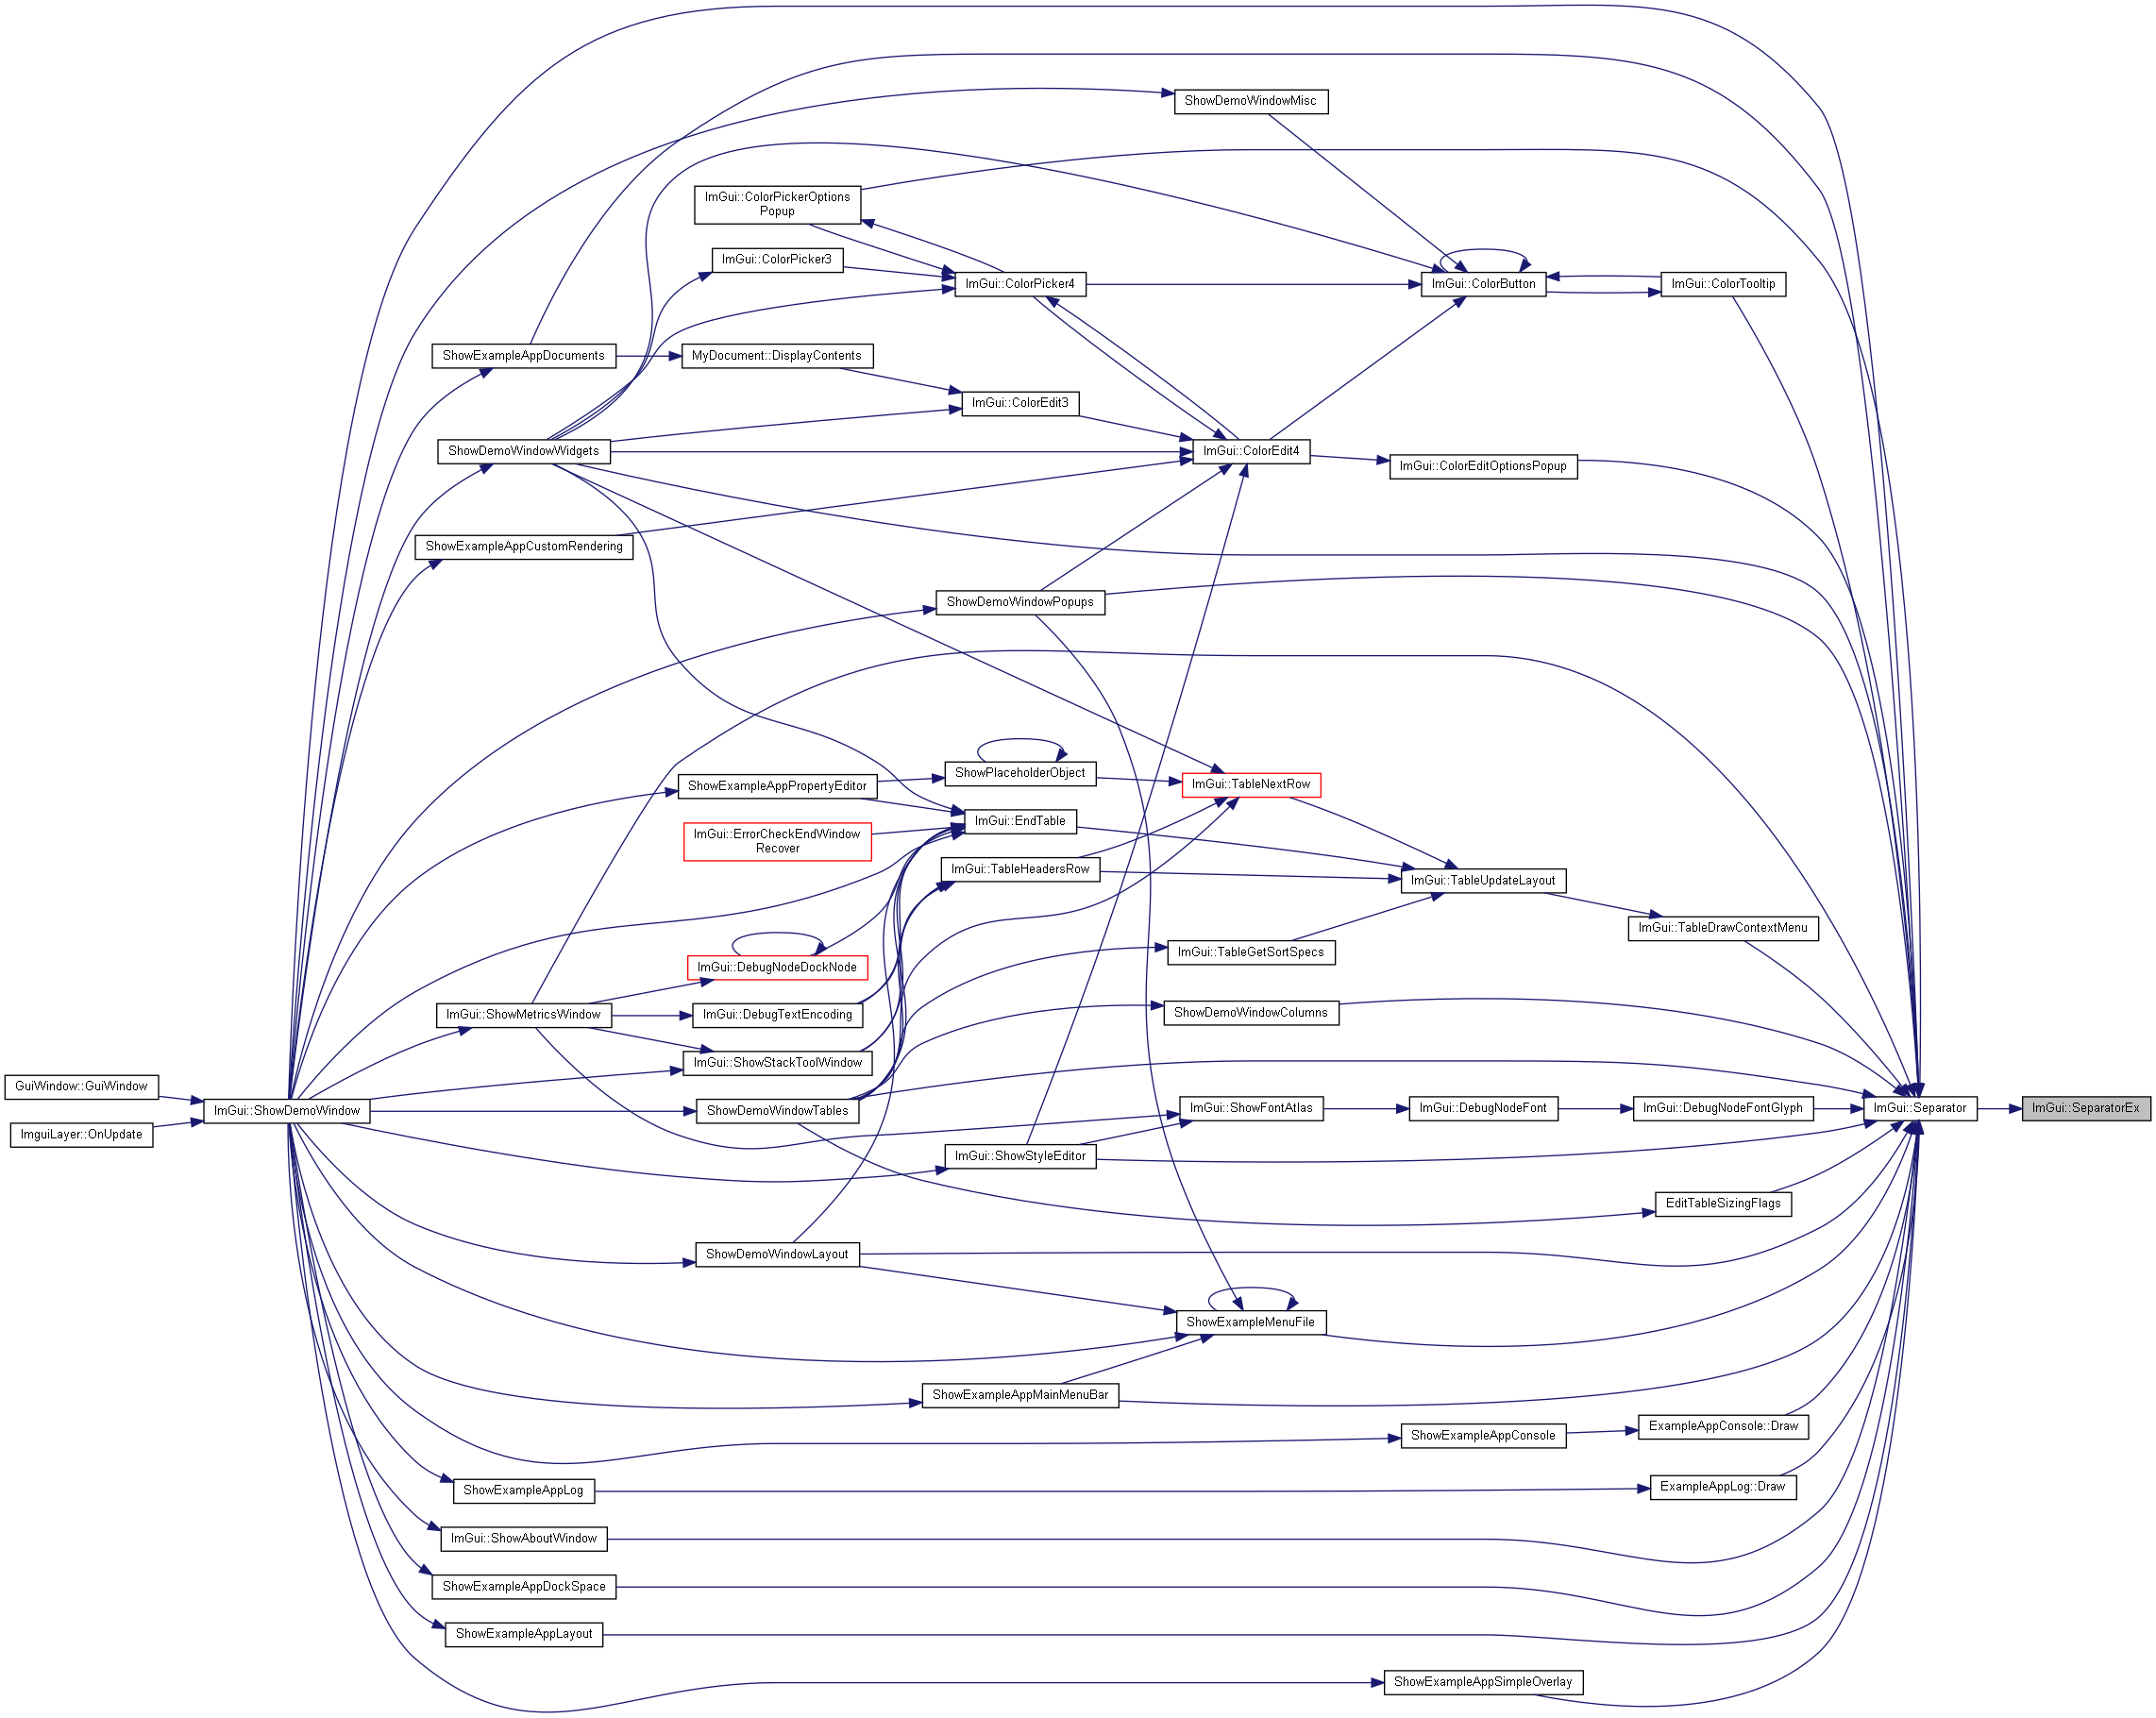 ShowDemoWindowMisc
ImGui::ColorPickerOptions
Popup
ImGui::ColorPicker3
ImGui::ColorPicker4
ImGui::ColorButton
ImGui::ColorTooltip
ShowExampleAppDocuments
MyDocument::DisplayContents
ImGui::ColorEdit3
ShowDemoWindowWidgets
ImGui::ColorEdit4
ImGui::ColorEditOptionsPopup
ShowExampleAppCustomRendering
ShowDemoWindowPopups
ShowPlaceholderObject
ShowExampleAppPropertyEditor
ImGui::TableNextRow
ImGui::EndTable
ImGui::ErrorCheckEndWindow
Recover
ImGui::TableHeadersRow
ImGui::TableUpdateLayout
ImGui::TableDrawContextMenu
ImGui::TableGetSortSpecs
ImGui::DebugNodeDockNode
ImGui::ShowMetricsWindow
ImGui::DebugTextEncoding
ShowDemoWindowColumns
ImGui::ShowStackToolWindow
GuiWindow::GuiWindow
ImGui::ShowDemoWindow
ShowDemoWindowTables
ImGui::ShowFontAtlas
ImGui::DebugNodeFont
ImGui::DebugNodeFontGlyph
ImGui::Separator
ImGui::SeparatorEx
ImguiLayer::OnUpdate
ImGui::ShowStyleEditor
EditTableSizingFlags
ShowDemoWindowLayout
ShowExampleMenuFile
ShowExampleAppMainMenuBar
ExampleAppConsole::Draw
ShowExampleAppConsole
ShowExampleAppLog
ExampleAppLog::Draw
ImGui::ShowAboutWindow
ShowExampleAppDockSpace
ShowExampleAppLayout
ShowExampleAppSimpleOverlay